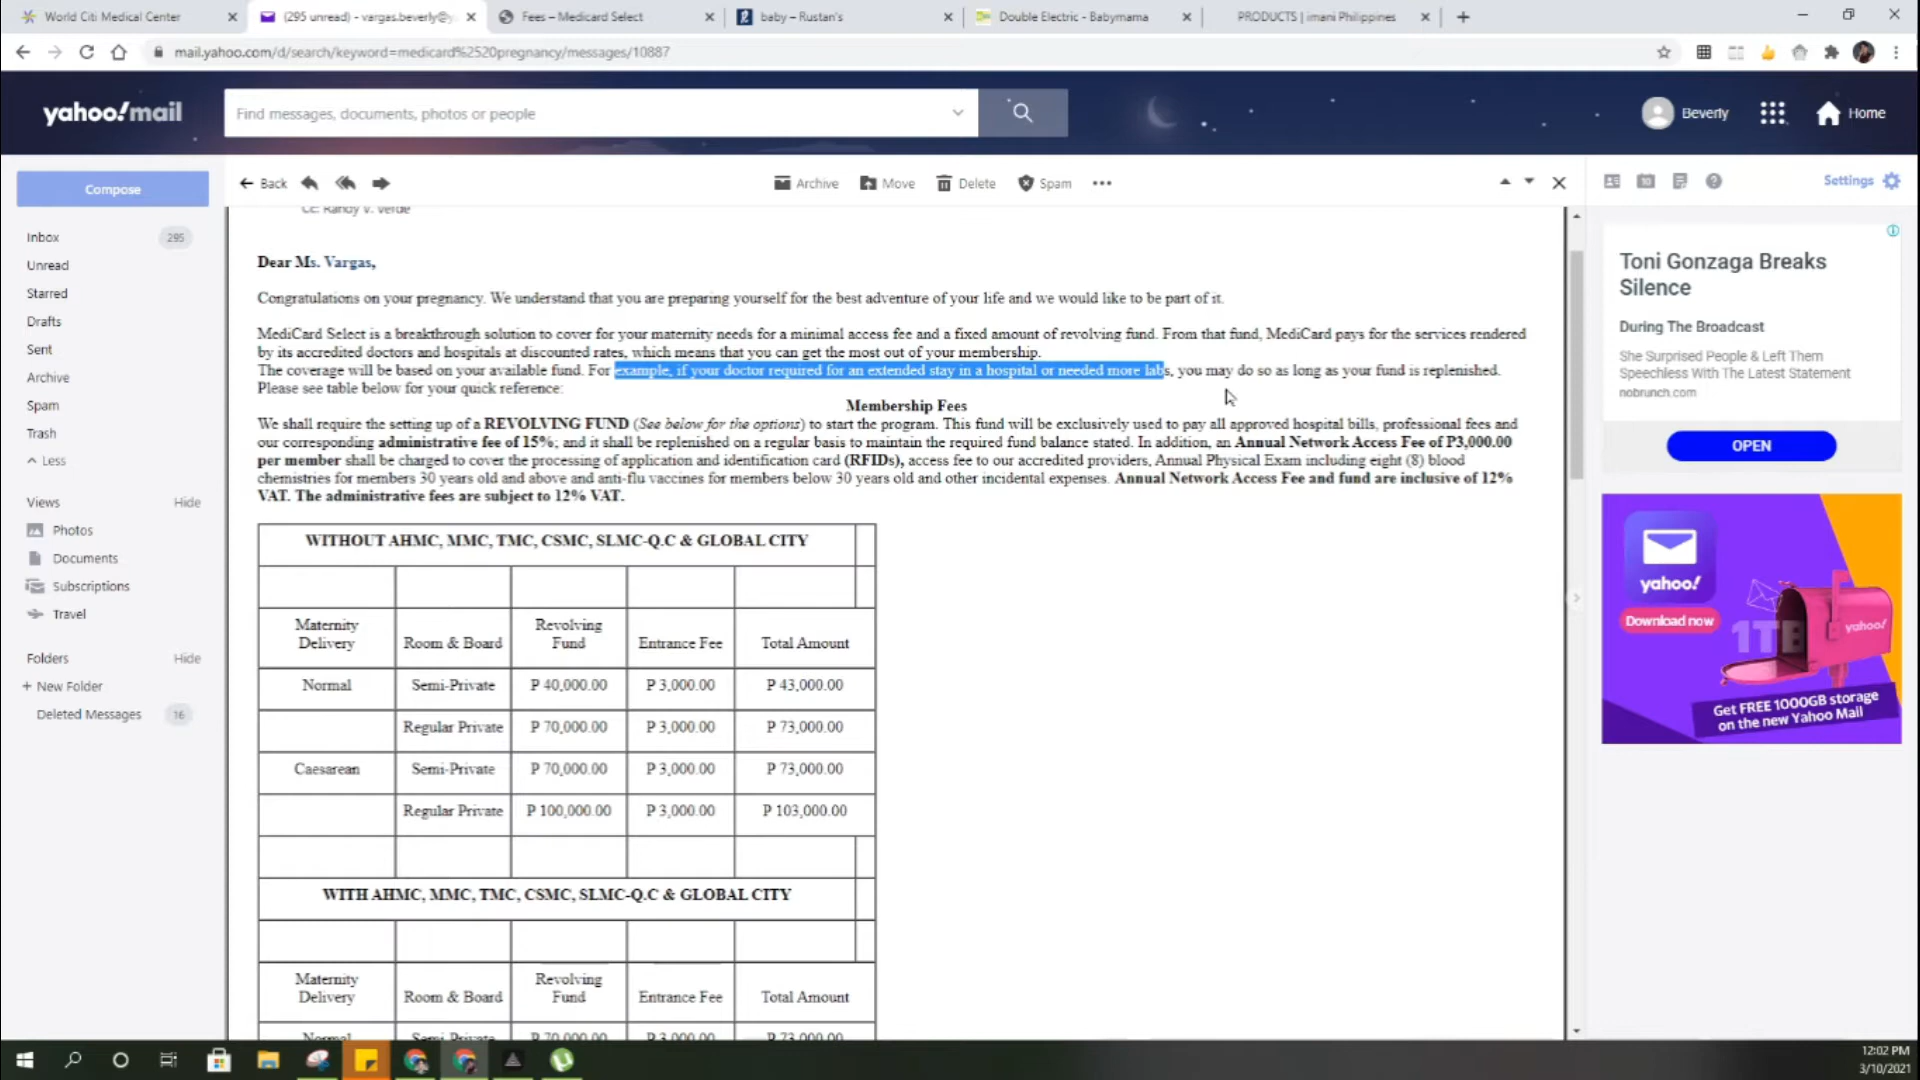 World Citi Medical Center
(295 unread) - vargas.beverly@y
Fees – Medicard Select
baby – Rustan's
Double Electric - Babymama
PRODUCTS | imani Philippines
mail.yahoo.com/d/search/keyword=medicard%2520pregnancy/messages/10887
yahoo!mail
Find messages, documents, photos or people
Beverly
Home
Compose
Back
Archive
Move
Delete
Spam
Settings
Inbox 295
Unread
Starred
Drafts
Sent
Archive
Spam
Trash
Less
Views Hide
Photos
Documents
Subscriptions
Travel
Folders Hide
+ New Folder
Deleted Messages 16
Cc: Randy V. Verde
Dear Ms. Vargas,
Congratulations on your pregnancy. We understand that you are preparing yourself for the best adventure of your life and we would like to be part of it.
MediCard Select is a breakthrough solution to cover for your maternity needs for a minimal access fee and a fixed amount of revolving fund. From that fund, MediCard pays for the services rendered
by its accredited doctors and hospitals at discounted rates, which means that you can get the most out of your membership.
The coverage will be based on your available fund. For example, if your doctor required for an extended stay in a hospital or needed more labs, you may do so as long as your fund is replenished.
Please see table below for your quick reference:
Membership Fees
We shall require the setting up of a REVOLVING FUND (See below for the options) to start the program. This fund will be exclusively used to pay all approved hospital bills, professional fees and
our corresponding administrative fee of 15%; and it shall be replenished on a regular basis to maintain the required fund balance stated. In addition, an Annual Network Access Fee of P3,000.00
per member shall be charged to cover the processing of application and identification card (RFIDs), access fee to our accredited providers, Annual Physical Exam including eight (8) blood
chemistries for members 30 years old and above and anti-flu vaccines for members below 30 years old and other incidental expenses. Annual Network Access Fee and fund are inclusive of 12%
VAT. The administrative fees are subject to 12% VAT.
WITHOUT AHMC, MMC, TMC, CSMC, SLMC-Q.C & GLOBAL CITY
Maternity Delivery Room & Board Revolving Fund Entrance Fee Total Amount
Normal Semi-Private P 40,000.00 P 3,000.00 P 43,000.00
Regular Private P 70,000.00 P 3,000.00 P 73,000.00
Caesarean Semi-Private P 70,000.00 P 3,000.00 P 73,000.00
Regular Private P 100,000.00 P 3,000.00 P 103,000.00
WITH AHMC, MMC, TMC, CSMC, SLMC-Q.C & GLOBAL CITY
Maternity Delivery Room & Board Revolving Fund Entrance Fee Total Amount
Normal Semi-Private P 70,000.00 P 3,000.00 P 73,000.00
Toni Gonzaga Breaks
Silence
During The Broadcast
She Surprised People & Left Them
Speechless With The Latest Statement
nobrunch.com
OPEN
yahoo!
Download now
1TB
yahoo!
Get FREE 1000GB storage
on the new Yahoo Mail
12:02 PM
3/10/2021